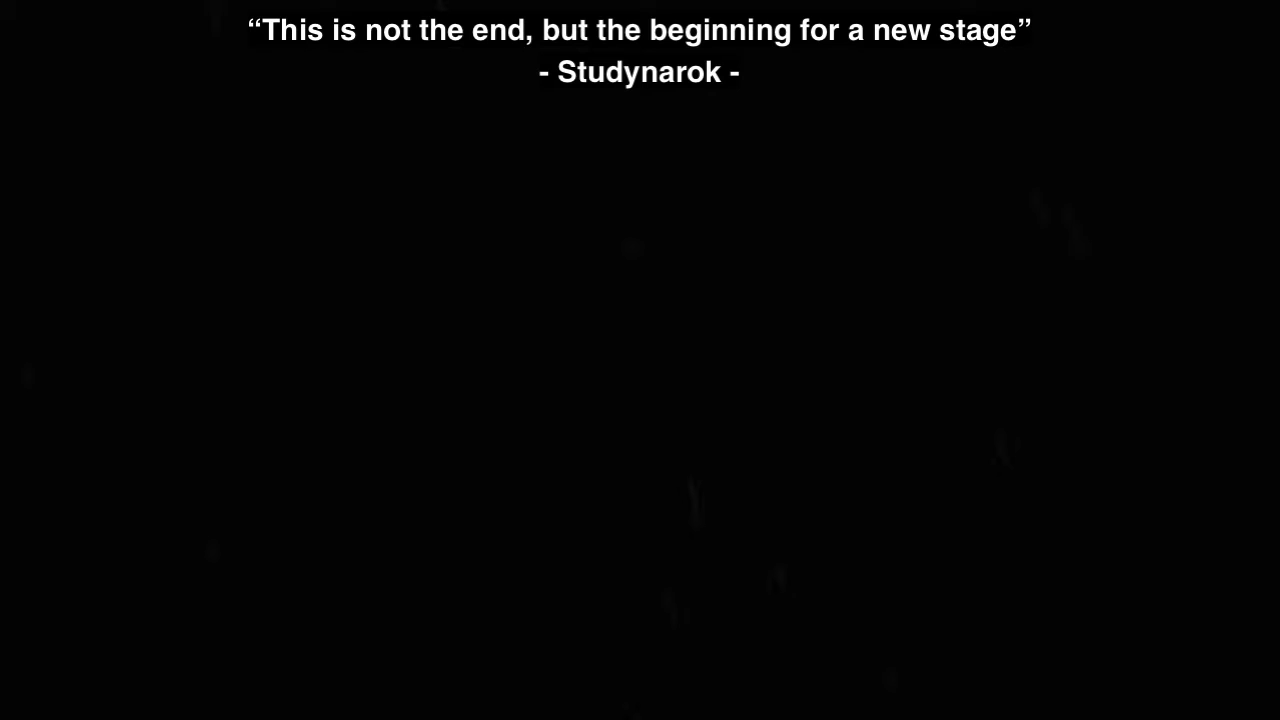 “This is not the end, but the beginning for a new stage”
- Studynarok -